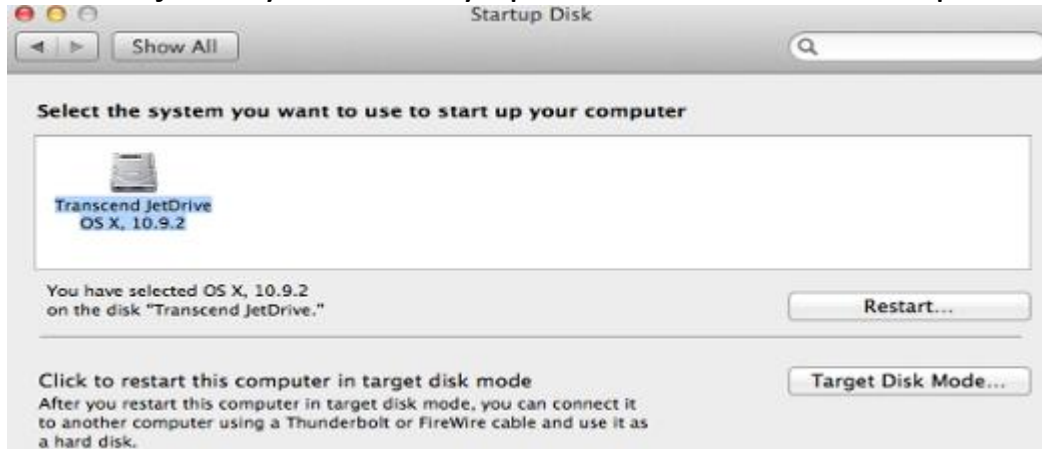 Startup Disk
Show All
Select the system you want to use to start up your computer
Transcend JetDrive
OS X, 10.9.2
You have selected OS X, 10.9.2
on the disk "Transcend JetDrive."
Restart...
Click to restart this computer in target disk mode
Target Disk Mode...
After you restart this computer in target disk mode, you can connect it
to another computer using a Thunderbolt or FireWire cable and use it as
a hard disk.